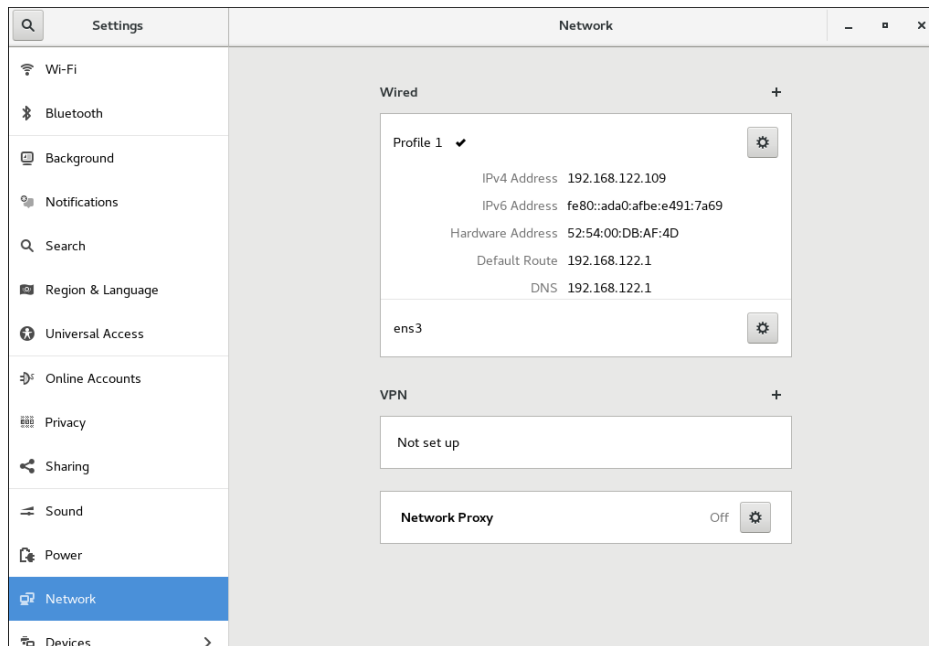 Settings
Network
Wi-Fi
Bluetooth
Background
Notifications
Search
Region & Language
Universal Access
Online Accounts
Privacy
Sharing
Sound
Power
Network
Devices
Wired
Profile 1
IPv4 Address 192.168.122.109
IPv6 Address fe80::ada0:afbe:e491:7a69
Hardware Address 52:54:00:DB:AF:4D
Default Route 192.168.122.1
DNS 192.168.122.1
ens3
VPN
Not set up
Network Proxy Off